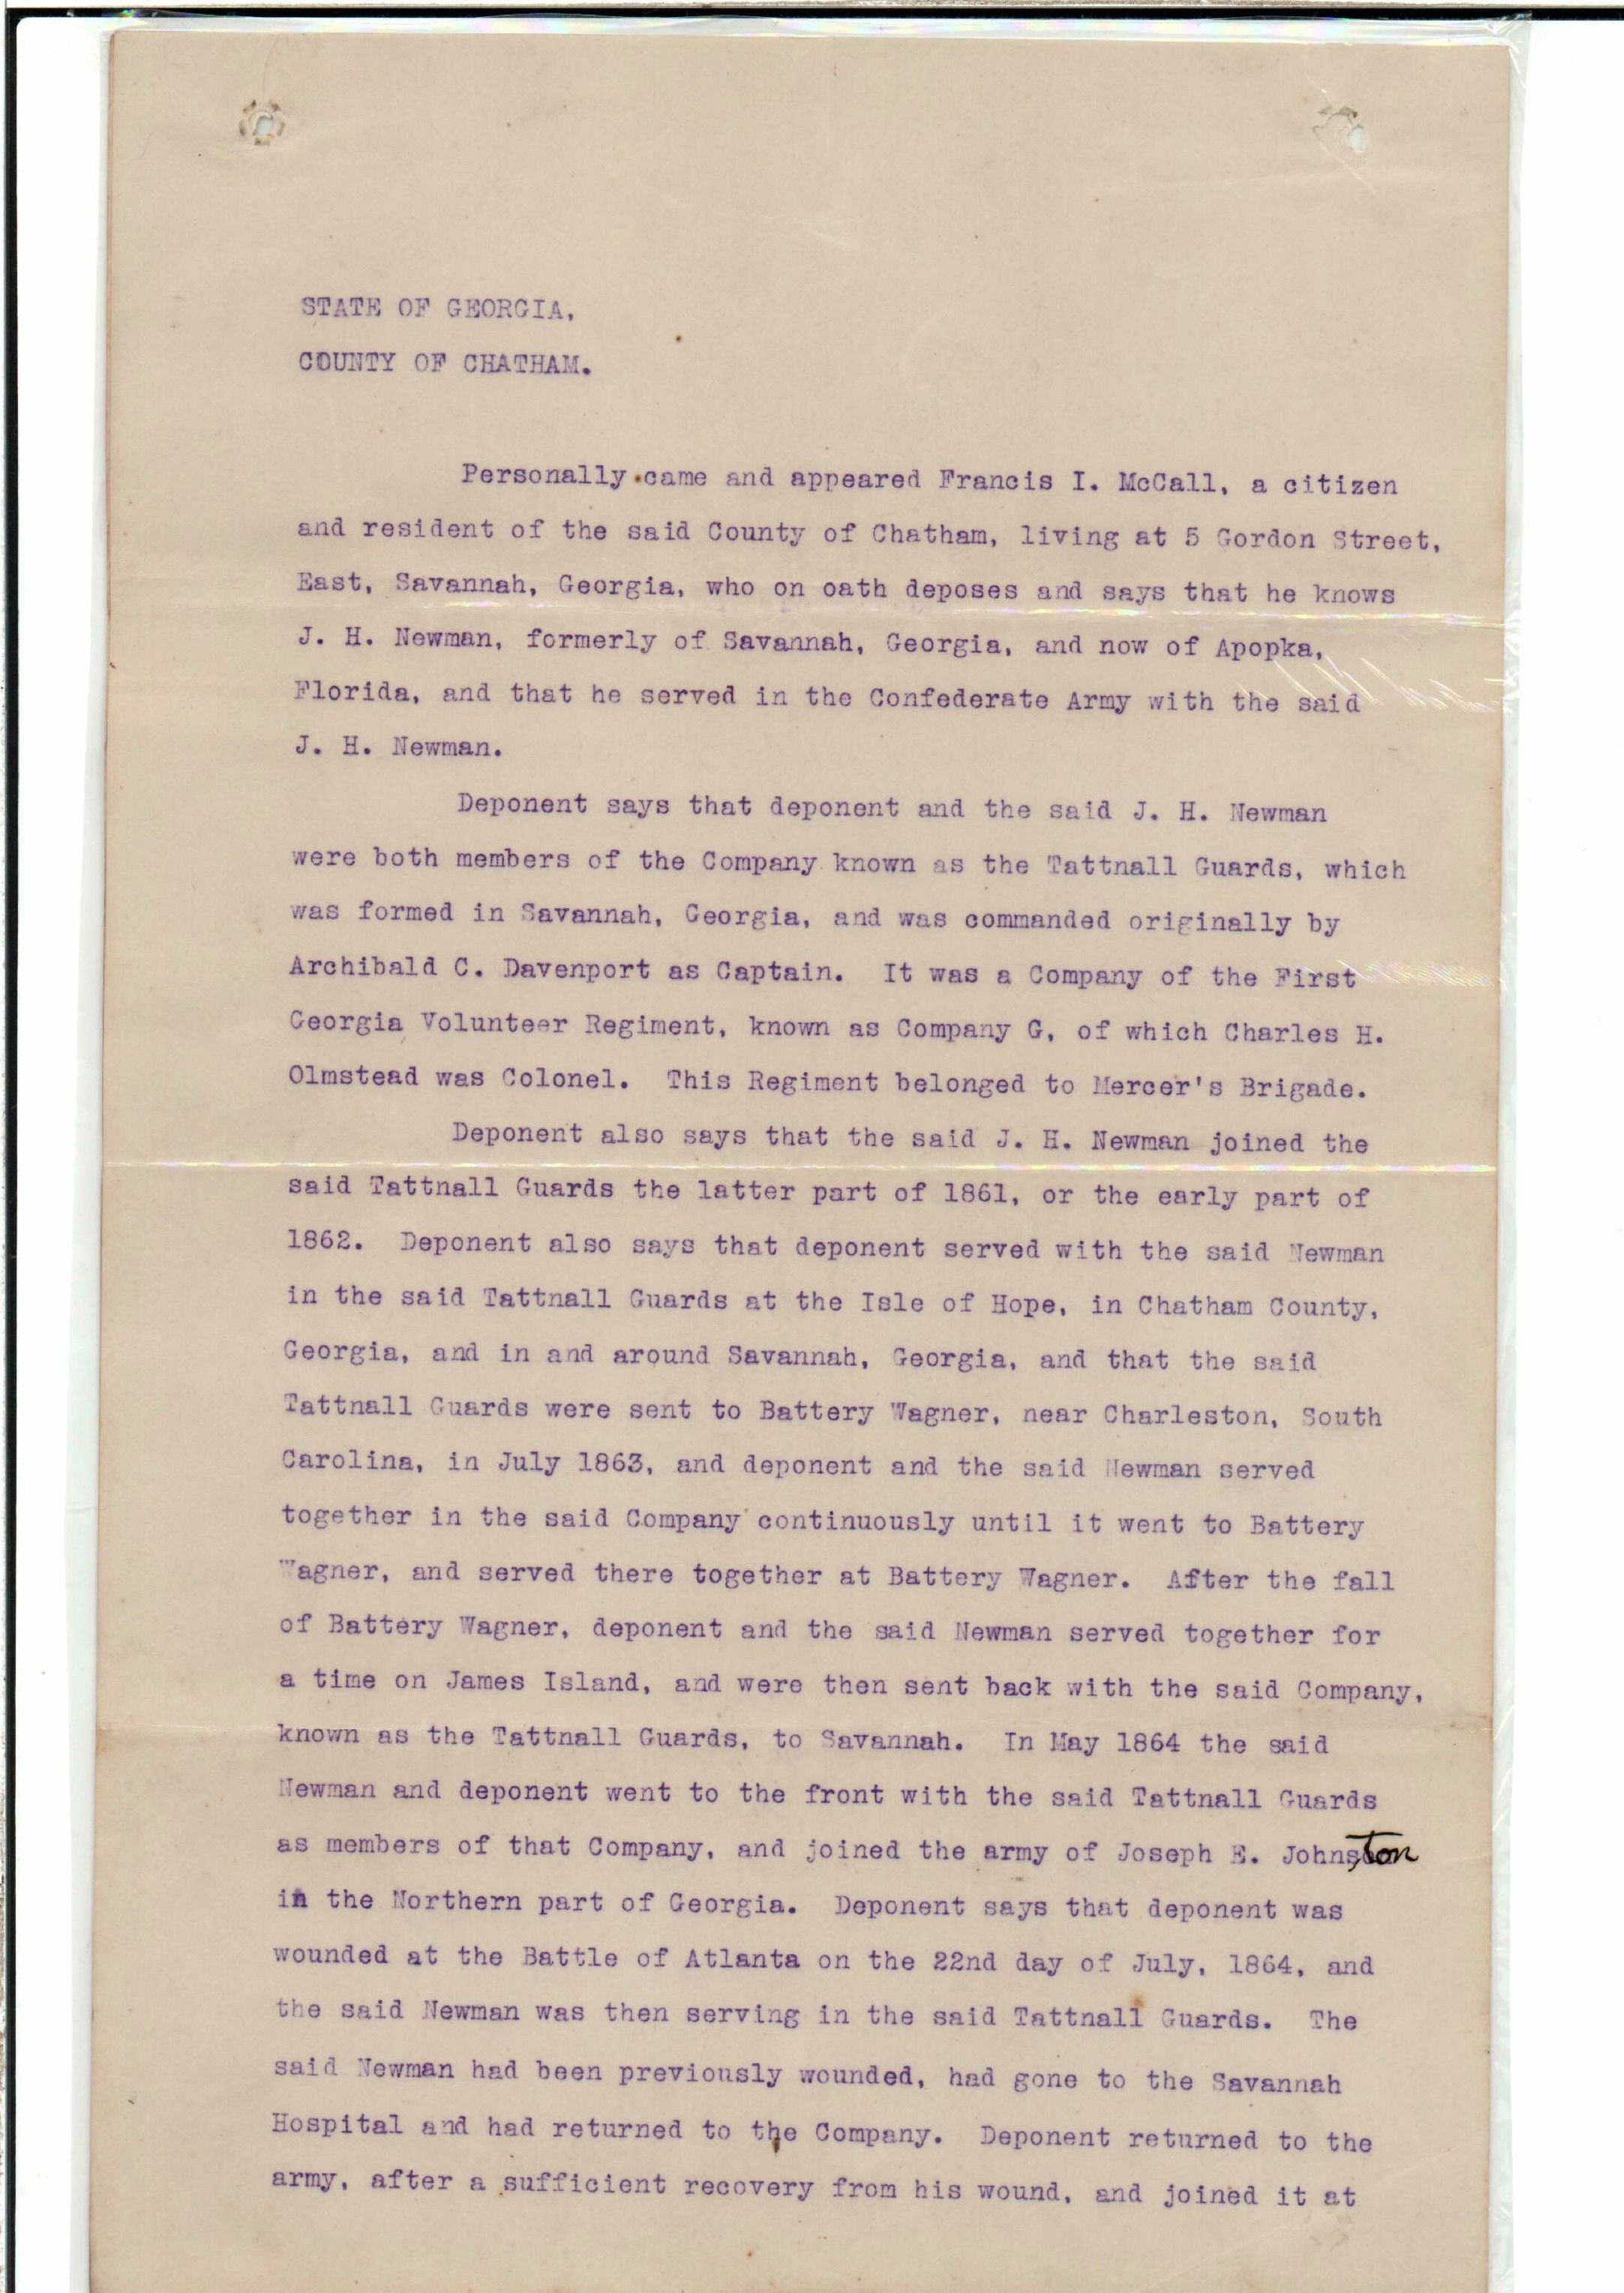 STATE OF GEORGIA,
COUNTY OF CHATHAM.
Personally came and appeared Francis I. McCall, a citizen
and resident of the said County of Chatham, living at 5 Gordon Street,
East, Savannah, Georgia, who on oath deposes and says that he knows
J. H. Newman, formerly of Savannah, Georgia, and now of Apopka,
Florida, and that he served in the Confederate Army with the said
J. H. Newman.
Deponent says that deponent and the said J. H. Newman
were both members of the Company known as the Tattnall Guards, which
was formed in Savannah, Georgia, and was commanded originally by
Archibald C. Davenport as Captain. It was a Company of the First
Georgia Volunteer Regiment, known as Company G, of which Charles H.
Olmstead was Colonel. This Regiment belonged to Mercer's Brigade.
Deponent also says that the said J. H. Newman joined the
said Tattnall Guards the latter part of 1861, or the early part of
1862. Deponent also says that deponent served with the said Newman
in the said Tattnall Guards at the Isle of Hope, in Chatham County,
Georgia, and in and around Savannah, Georgia, and that the said
Tattnall Guards were sent to Battery Wagner, near Charleston, South
Carolina, in July 1863, and deponent and the said Newman served
together in the said Company continuously until it went to Battery
Wagner, and served there together at Battery Wagner. After the fall
of Battery Wagner, deponent and the said Newman served together for
a time on James Island, and were then sent back with the said Company,
known as the Tattnall Guards, to Savannah. In May 1864 the said
Newman and deponent went to the front with the said Tattnall Guards
as members of that Company, and joined the army of Joseph E. Johnston
in the Northern part of Georgia. Deponent says that deponent was
wounded at the Battle of Atlanta on the 22nd day of July, 1864, and
the said Newman was then serving in the said Tattnall Guards. The
said Newman had been previously wounded, had gone to the Savannah
Hospital and had returned to the Company. Deponent returned to the
army, after a sufficient recovery from his wound, and joined it at